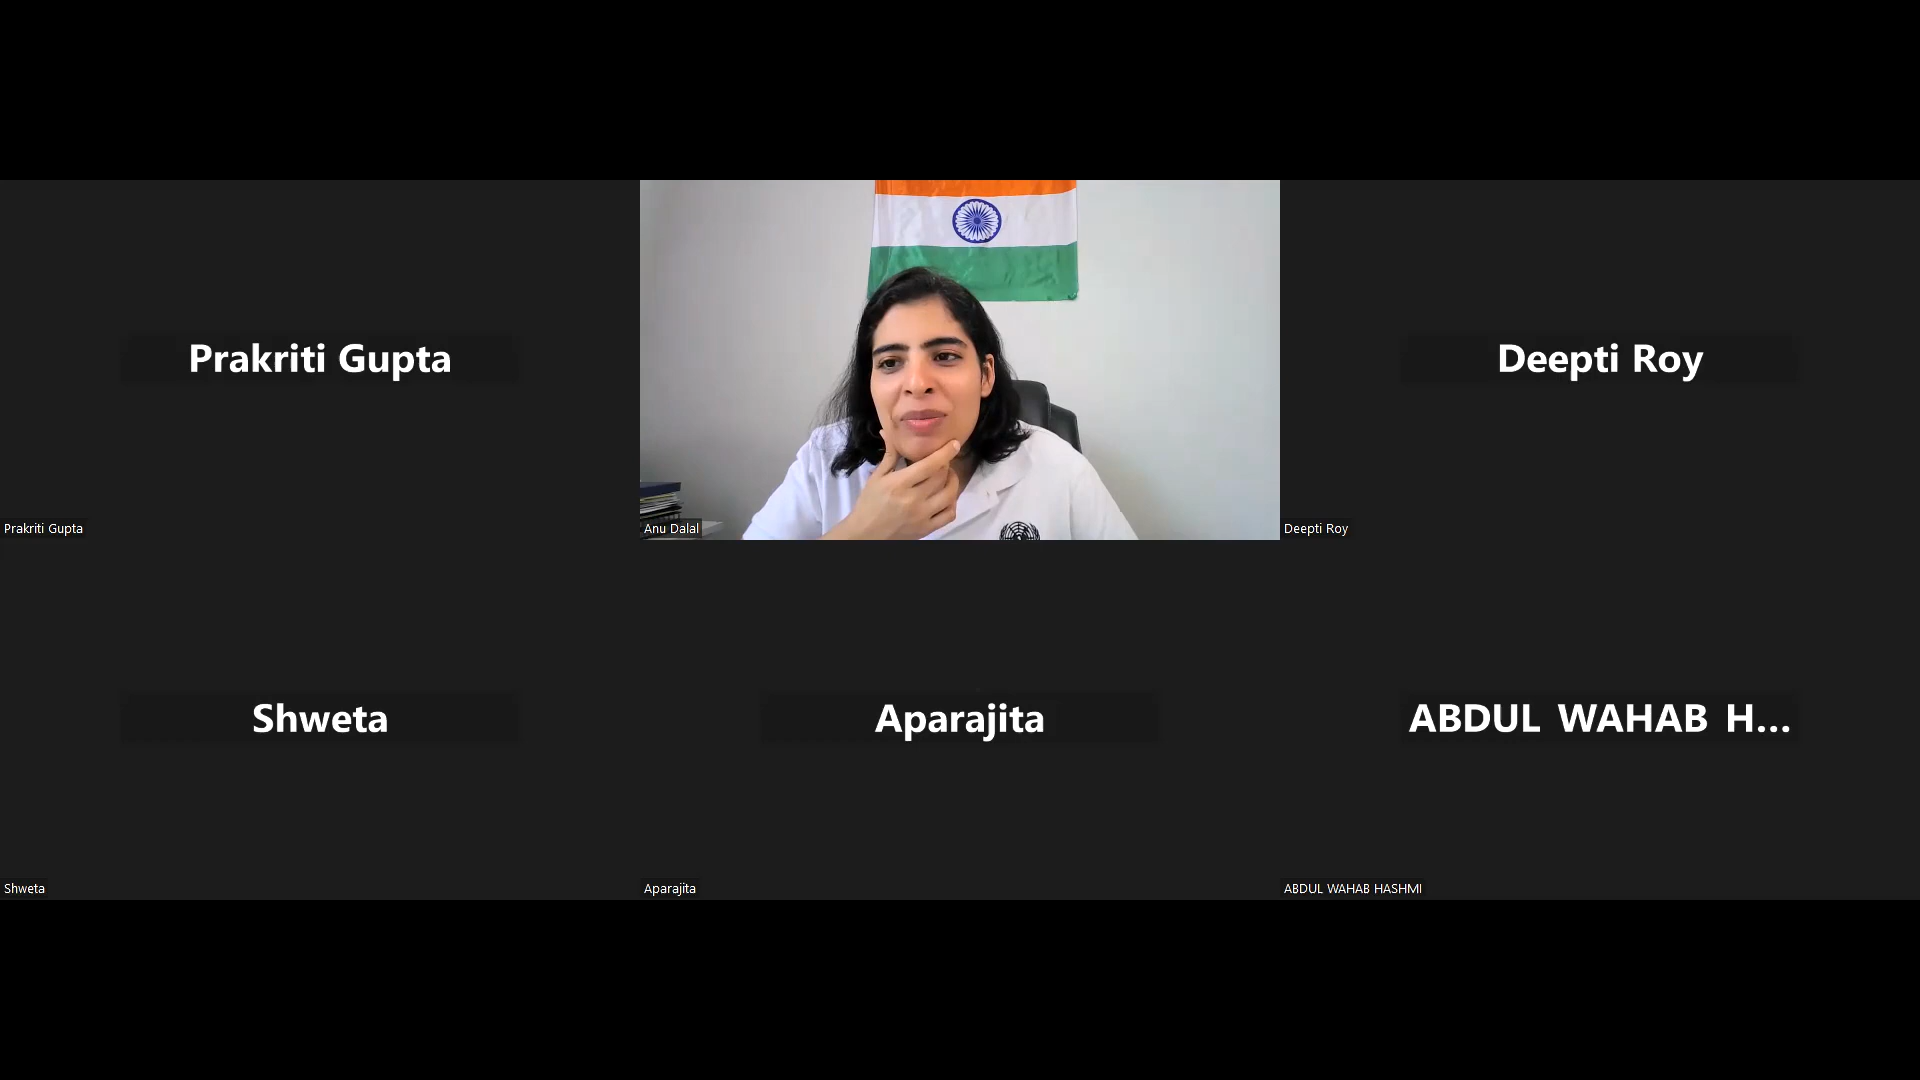 Prakriti Gupta
Deepti Roy
Prakriti Gupta
Anu Dalal
Deepti Roy
Shweta
Aparajita
ABDUL WAHAB H...
Shweta
Aparajita
ABDUL WAHAB HASHMI